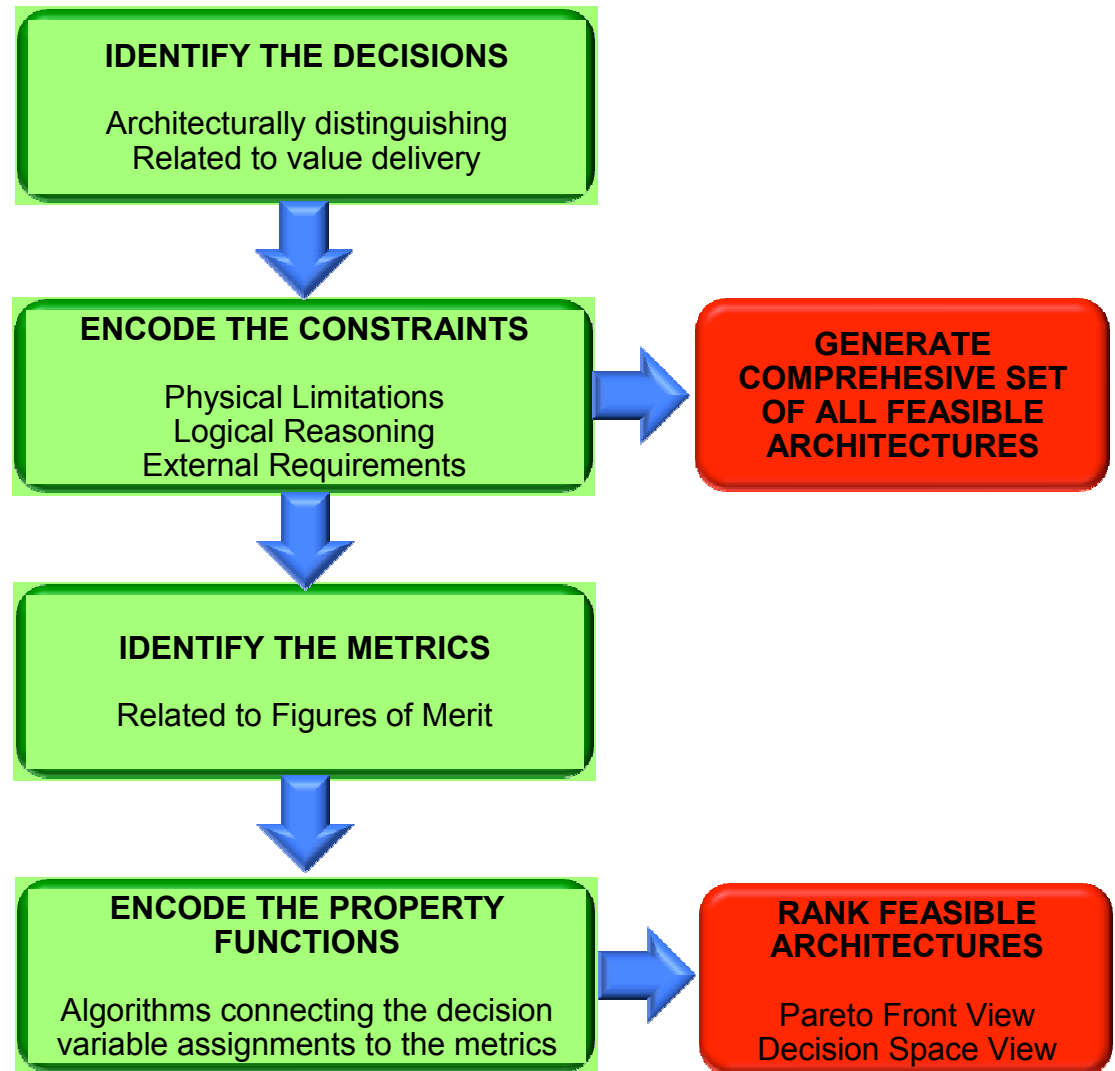 IDENTIFY THE DECISIONS
Architecturally distinguishing
Related to value delivery
ENCODE THE CONSTRAINTS
Physical Limitations
Logical Reasoning
External Requirements
GENERATE
COMPREHESIVE SET
OF ALL FEASIBLE
ARCHITECTURES
IDENTIFY THE METRICS
Related to Figures of Merit
ENCODE THE PROPERTY
FUNCTIONS
Algorithms connecting the decision
variable assignments to the metrics
RANK FEASIBLE
ARCHITECTURES
Pareto Front View
Decision Space View